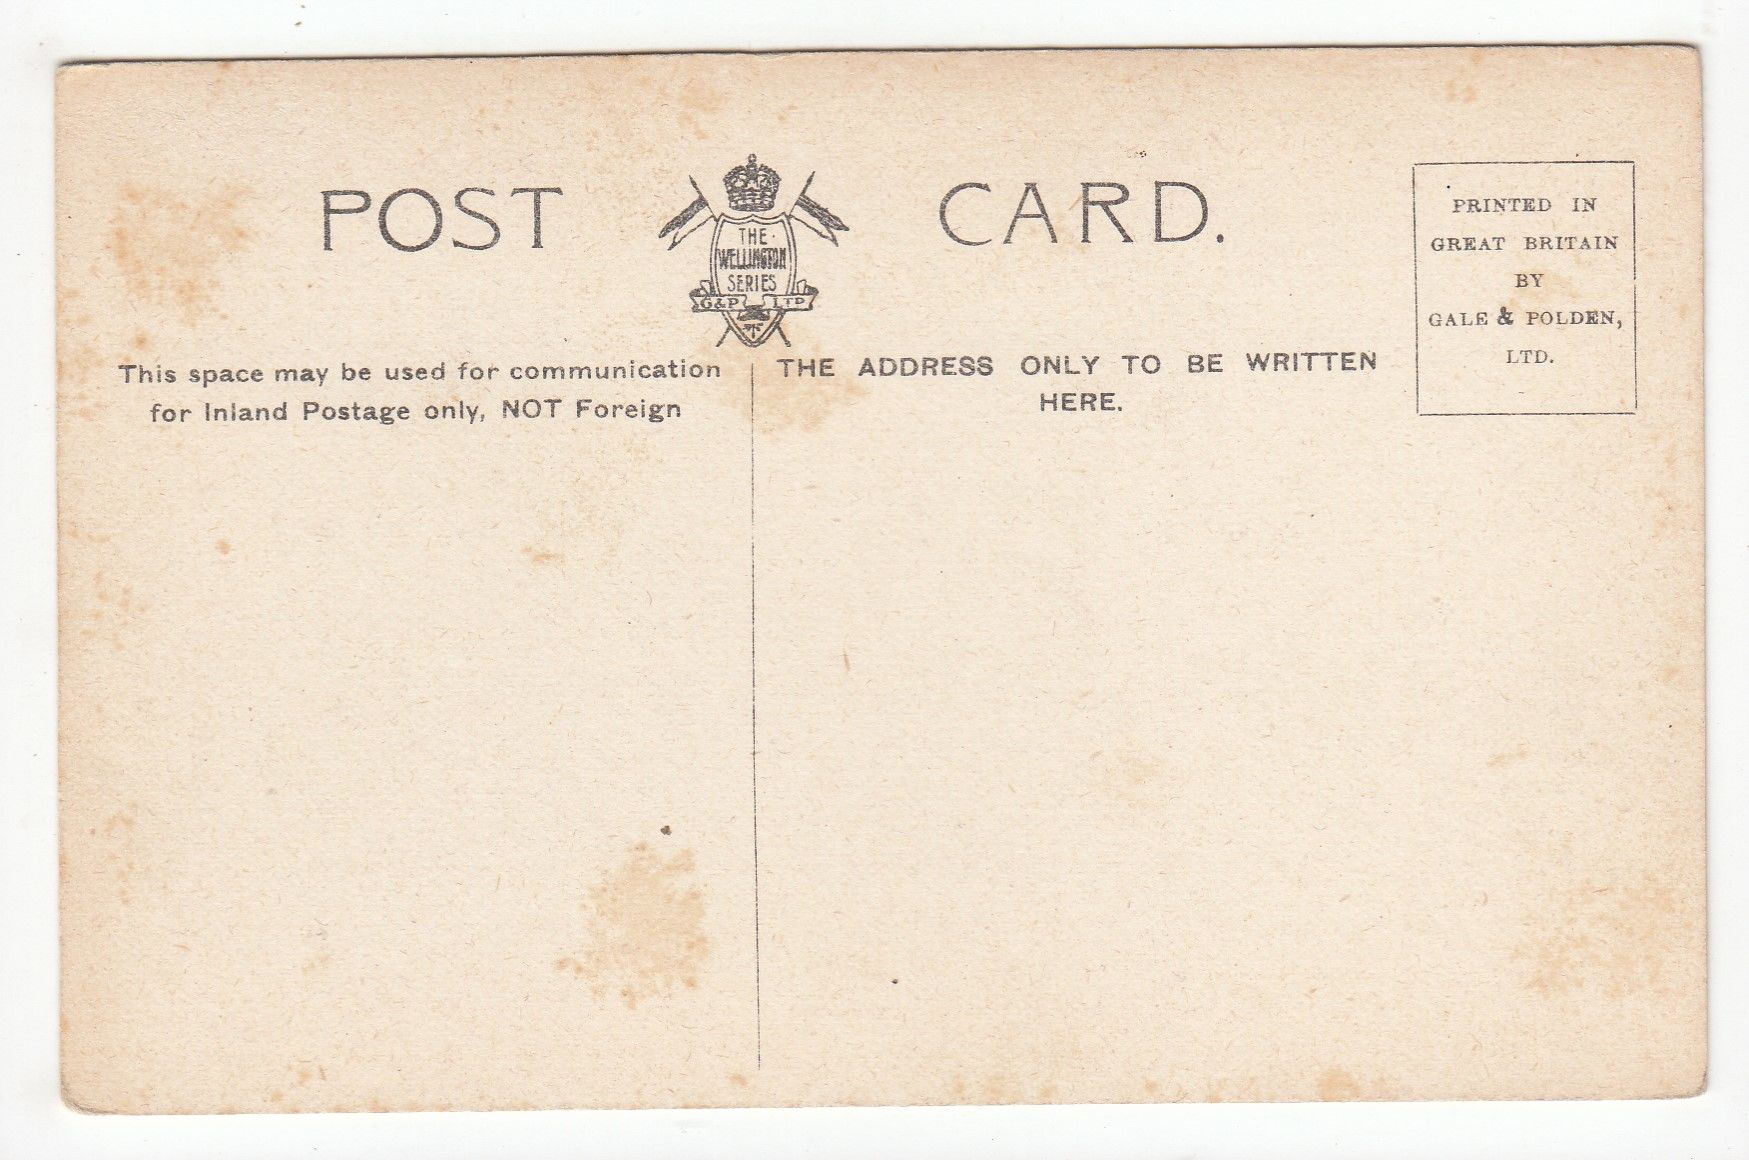 POST CARD.
THE
WELLINGTON
SERIES
G&P LTD
PRINTED IN
GREAT BRITAIN
BY
GALE & POLDEN,
LTD.
This space may be used for communication
for Inland Postage only, NOT Foreign
THE ADDRESS ONLY TO BE WRITTEN
HERE.